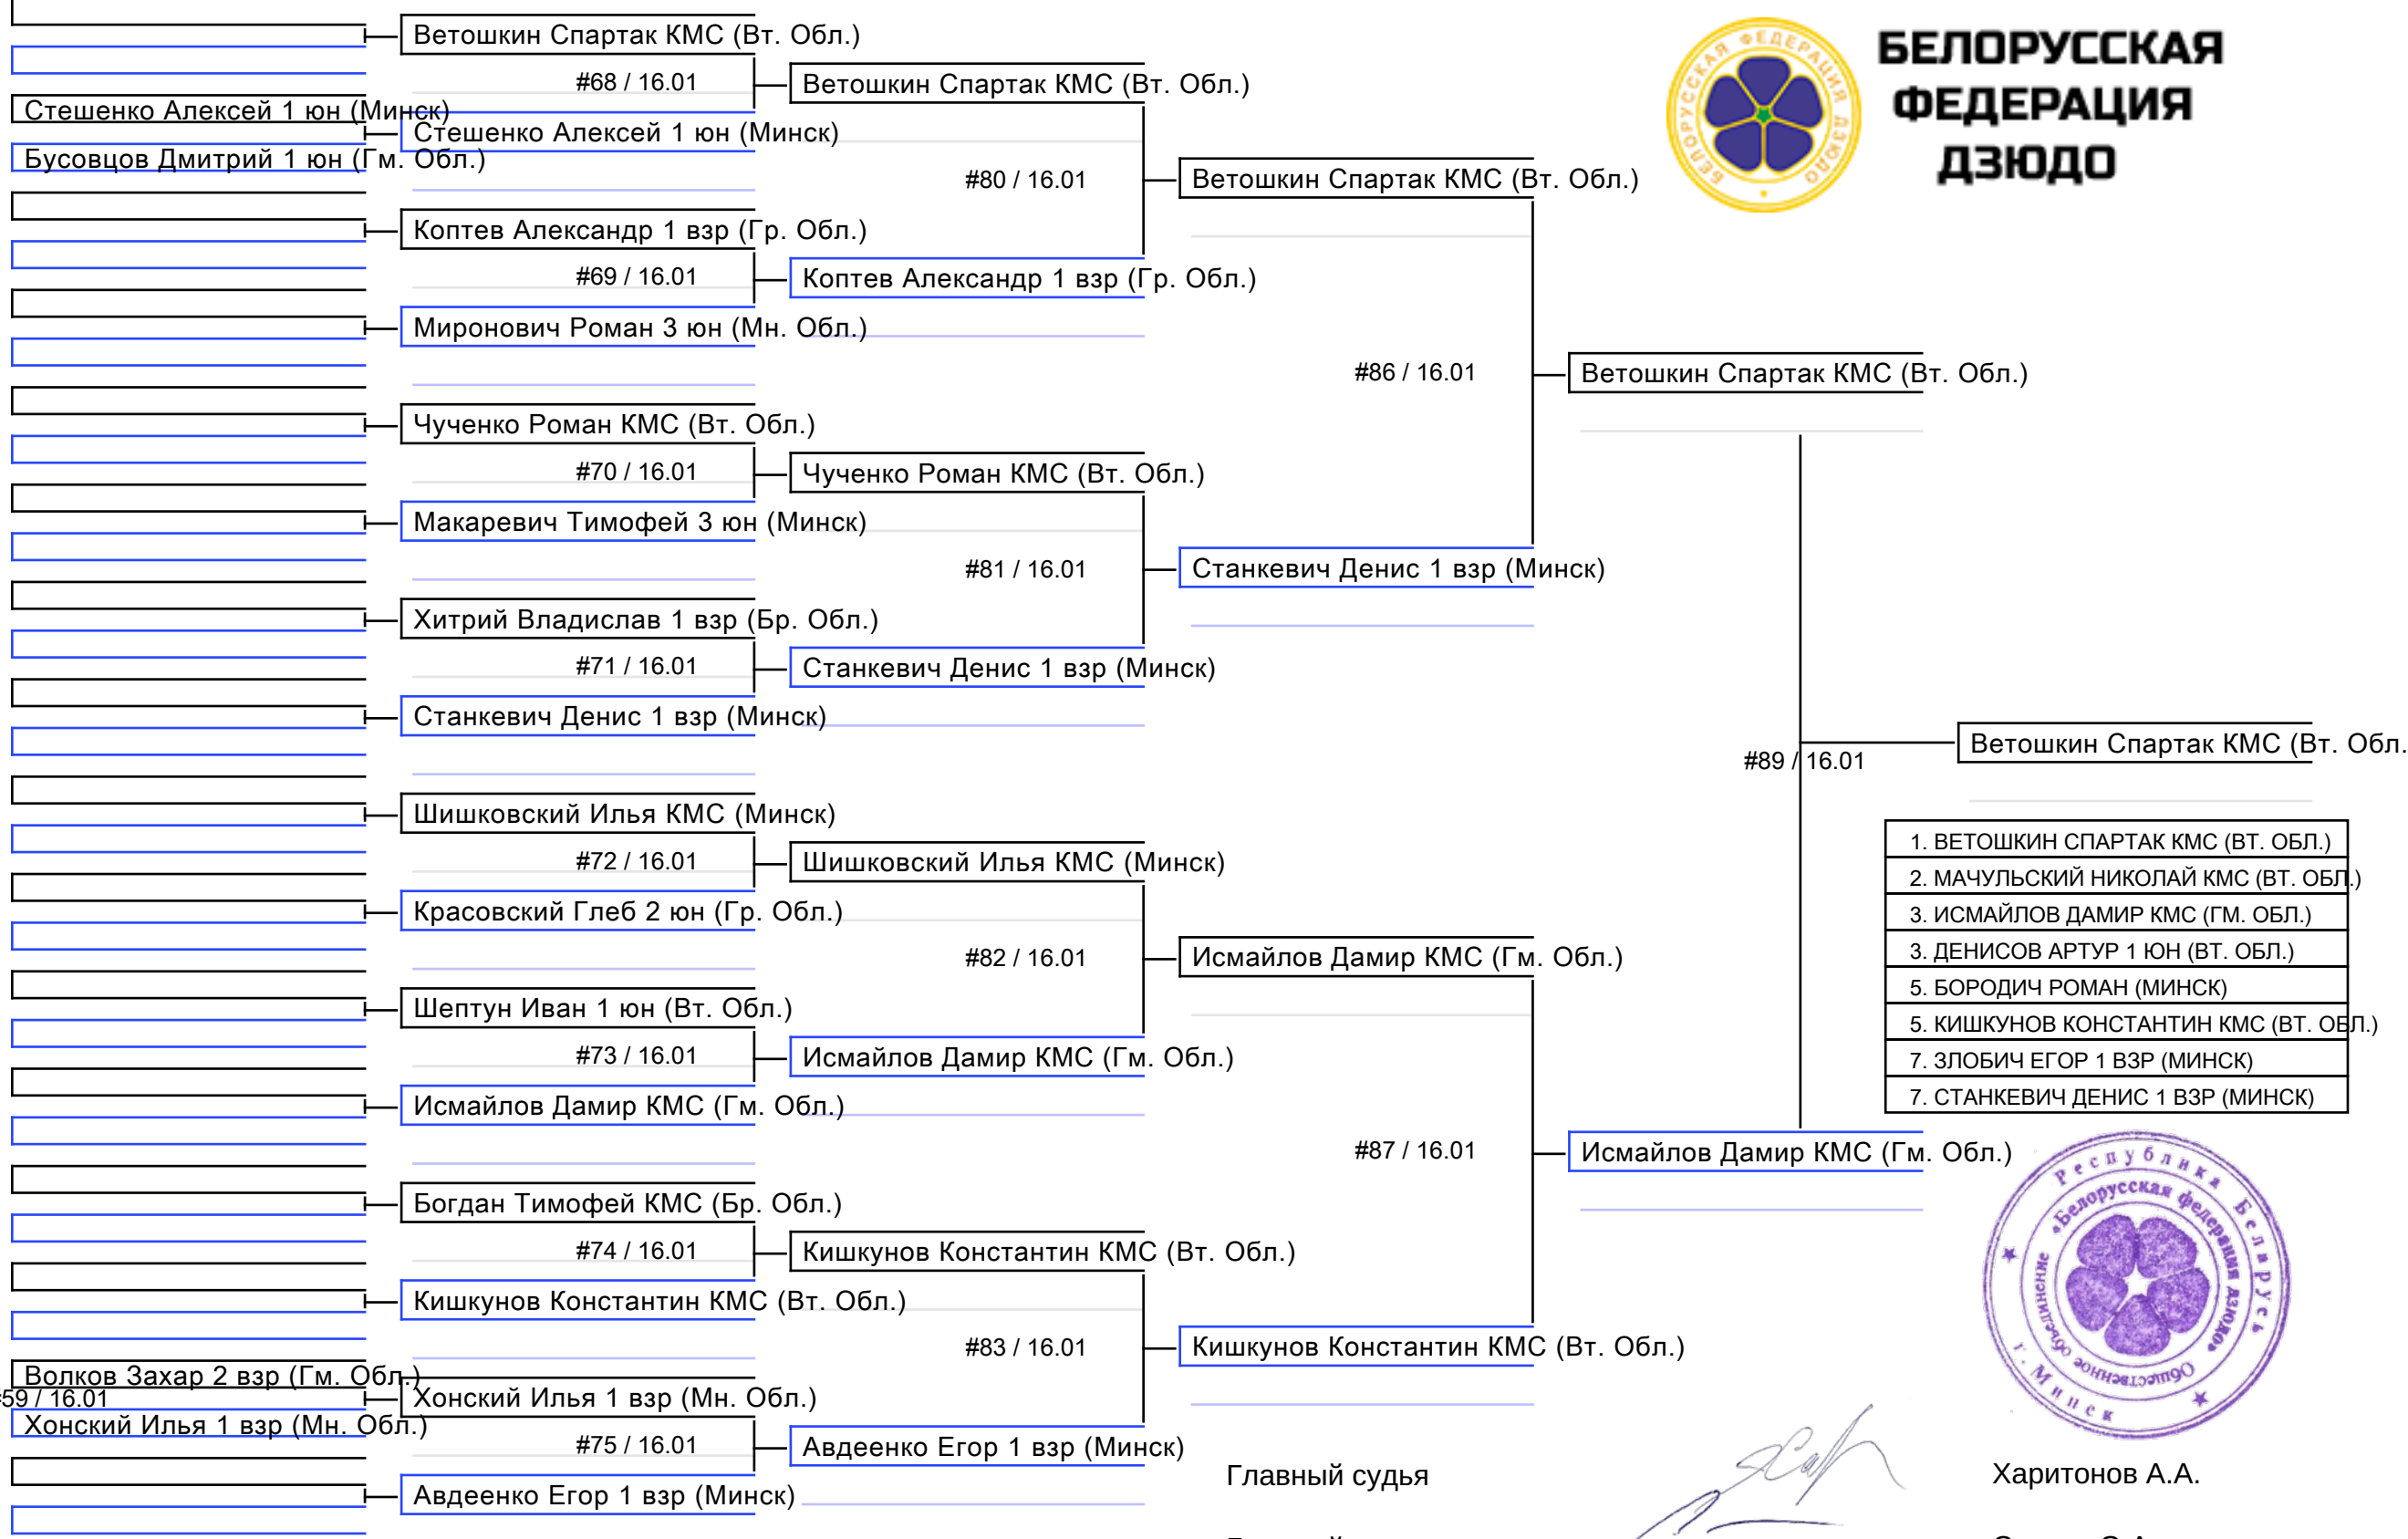 Ветошкин Спартак КМС (Вт. Обл.)
#68 / 16.01
Ветошкин Спартак КМС (Вт. Обл.)
Стешенко Алексей 1 юн (Минск)
Стешенко Алексей 1 юн (Минск)
Бусовцов Дмитрий 1 юн (Гм. Обл.)
#80 / 16.01
Ветошкин Спартак КМС (Вт. Обл.)
Коптев Александр 1 взр (Гр. Обл.)
#69 / 16.01
Коптев Александр 1 взр (Гр. Обл.)
Миронович Роман 3 юн (Мн. Обл.)
#86 / 16.01
Ветошкин Спартак КМС (Вт. Обл.)
Чученко Роман КМС (Вт. Обл.)
#70 / 16.01
Чученко Роман КМС (Вт. Обл.)
Макаревич Тимофей 3 юн (Минск)
#81 / 16.01
Станкевич Денис 1 взр (Минск)
Хитрий Владислав 1 взр (Бр. Обл.)
#71 / 16.01
Станкевич Денис 1 взр (Минск)
Станкевич Денис 1 взр (Минск)
#89 / 16.01
Ветошкин Спартак КМС (Вт. Обл.
Шишковский Илья КМС (Минск)
#72 / 16.01
Шишковский Илья КМС (Минск)
Красовский Глеб 2 юн (Гр. Обл.)
#82 / 16.01
Исмайлов Дамир КМС (Гм. Обл.)
Шептун Иван 1 юн (Вт. Обл.)
#73 / 16.01
Исмайлов Дамир КМС (Гм. Обл.)
Исмайлов Дамир КМС (Гм. Обл.)
#87 / 16.01
Исмайлов Дамир КМС (Гм. Обл.)
Богдан Тимофей КМС (Бр. Обл.)
#74 / 16.01
Кишкунов Константин КМС (Вт. Обл.)
Кишкунов Константин КМС (Вт. Обл.)
#83 / 16.01
Кишкунов Константин КМС (Вт. Обл.)
Волков Захар 2 взр (Гм. Обл.)
59 / 16.01
Хонский Илья 1 взр (Мн. Обл.)
Хонский Илья 1 взр (Мн. Обл.)
#75 / 16.01
Авдеенко Егор 1 взр (Минск)
Авдеенко Егор 1 взр (Минск)
БЕЛОРУССКАЯ ФЕДЕРАЦИЯ ДЗЮДО
БЕЛОРУССКАЯ
ФЕДЕРАЦИЯ
ДЗЮДО
1. ВЕТОШКИН СПАРТАК КМС (ВТ. ОБЛ.)
2. МАЧУЛЬСКИЙ НИКОЛАЙ КМС (ВТ. ОБЛ.)
3. ИСМАЙЛОВ ДАМИР КМС (ГМ. ОБЛ.)
3. ДЕНИСОВ АРТУР 1 ЮН (ВТ. ОБЛ.)
5. БОРОДИЧ РОМАН (МИНСК)
5. КИШКУНОВ КОНСТАНТИН КМС (ВТ. ОБЛ.)
7. ЗЛОБИЧ ЕГОР 1 ВЗР (МИНСК)
7. СТАНКЕВИЧ ДЕНИС 1 ВЗР (МИНСК)
Республика Беларусь
г. Минск
Общественное объединение
«Белорусская федерация дзюдо»
Главный судья
Харитонов А.А.